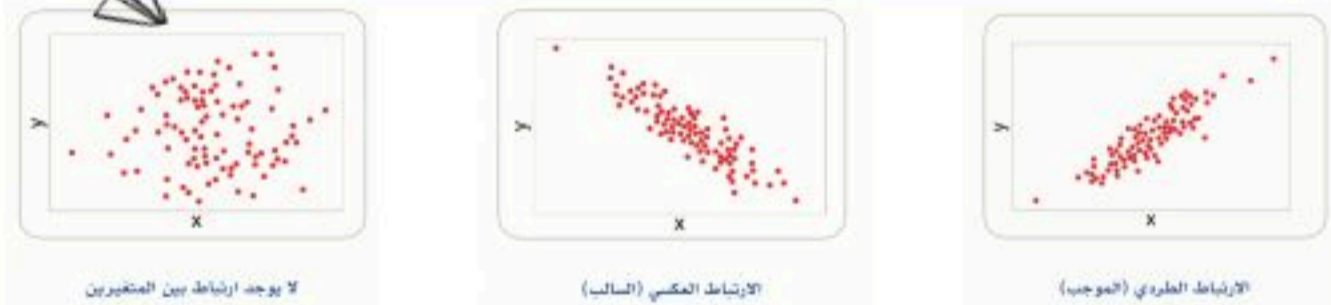 y
x
الارتباط الطردي (الموجب)
y
x
الارتباط العكسي (السالب)
y
x
لا يوجد ارتباط بين المتغيرين